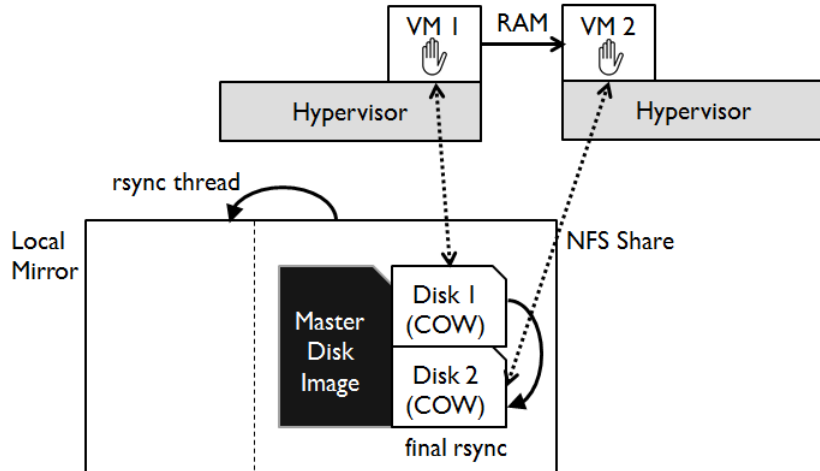 VM 1
RAM
VM 2
Hypervisor
Hypervisor
rsync thread
Local
Mirror
NFS Share
Master
Disk
Image
Disk 1
(COW)
Disk 2
(COW)
final rsync